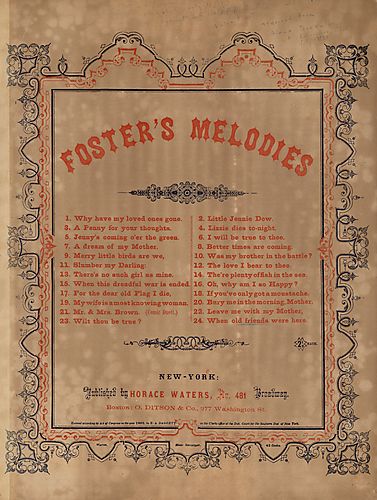 FOSTER'S MELODIES
1. Why have my loved ones gone.
2. Little Jennie Dow.
3. A Penny for your thoughts.
4. Lizzie dies to-night.
5. Jenny's coming o'er the green.
6. I will be true to thee.
7. A dream of my Mother.
8. Better times are coming.
9. Merry little birds are we,
10. Was my brother in the battle?
11. Slumber my Darling.
12. The love I bear to thee.
13. There's no such girl as mine.
14. There're plenty of fish in the sea.
15. When this dreadful war is ended.
16. Oh, why am I so Happy?
17. For the dear old Flag I die,
18. If you've only got a moustache.
19. My wife is a most knowing woman.
20. Bury me in the morning, Mother.
21. Mr. & Mrs. Brown. (Comic Duett.)
22. Leave me with my Mother,
23. Wilt thou be true?
24. When old friends were here.
NEW-YORK:
Published by HORACE WATERS, No. 481 Broadway.
Boston: O. DITSON & Co., 277 Washington St.